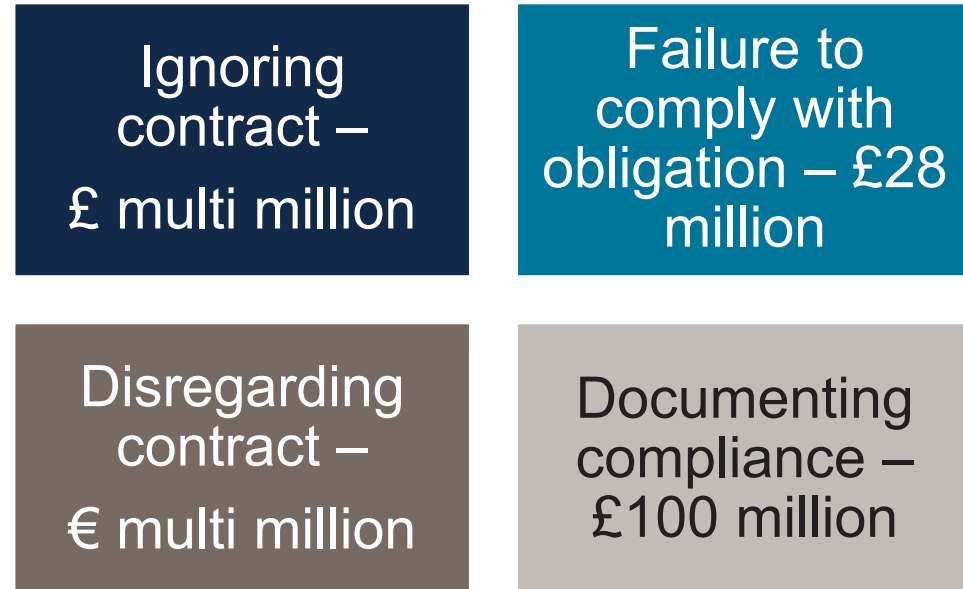 Ignoring
contract –
£ multi million
Failure to
comply with
obligation – £28
million
Disregarding
contract –
€ multi million
Documenting
compliance –
£100 million